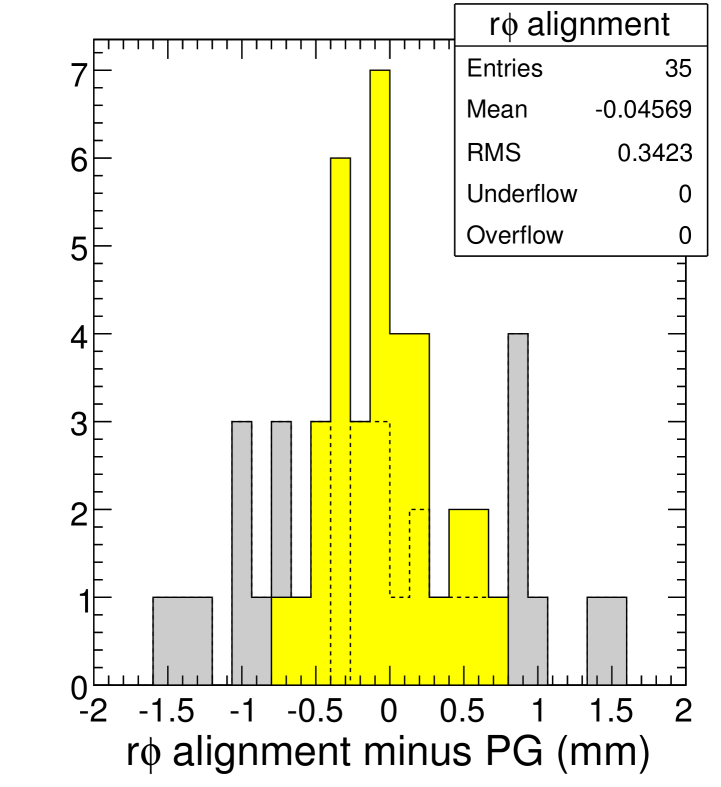 rϕ alignment
Entries 35
Mean -0.04569
RMS 0.3423
Underflow 0
Overflow 0
7
6
5
4
3
2
1
0
-2 -1.5 -1 -0.5 0 0.5 1 1.5 2
rϕ alignment minus PG (mm)